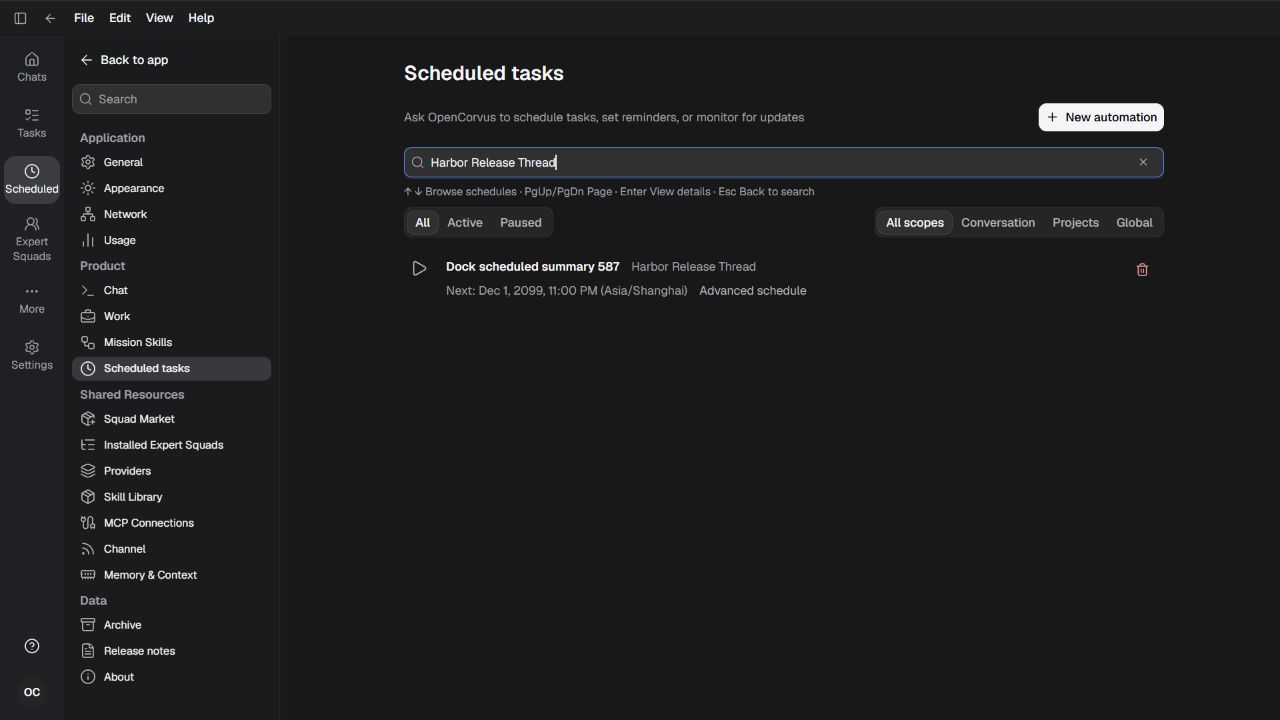 File Edit View Help
Chats
Tasks
Scheduled
Expert
Squads
More
Settings
OC
Back to app
Search
Application
General
Appearance
Network
Usage
Product
Chat
Work
Mission Skills
Scheduled tasks
Shared Resources
Squad Market
Installed Expert Squads
Providers
Skill Library
MCP Connections
Channel
Memory & Context
Data
Archive
Release notes
About
Scheduled tasks
Ask OpenCorvus to schedule tasks, set reminders, or monitor for updates
New automation
Harbor Release Thread
↑ ↓ Browse schedules · PgUp/PgDn Page · Enter View details · Esc Back to search
All Active Paused
All scopes Conversation Projects Global
Dock scheduled summary 587 Harbor Release Thread
Next: Dec 1, 2099, 11:00 PM (Asia/Shanghai) Advanced schedule